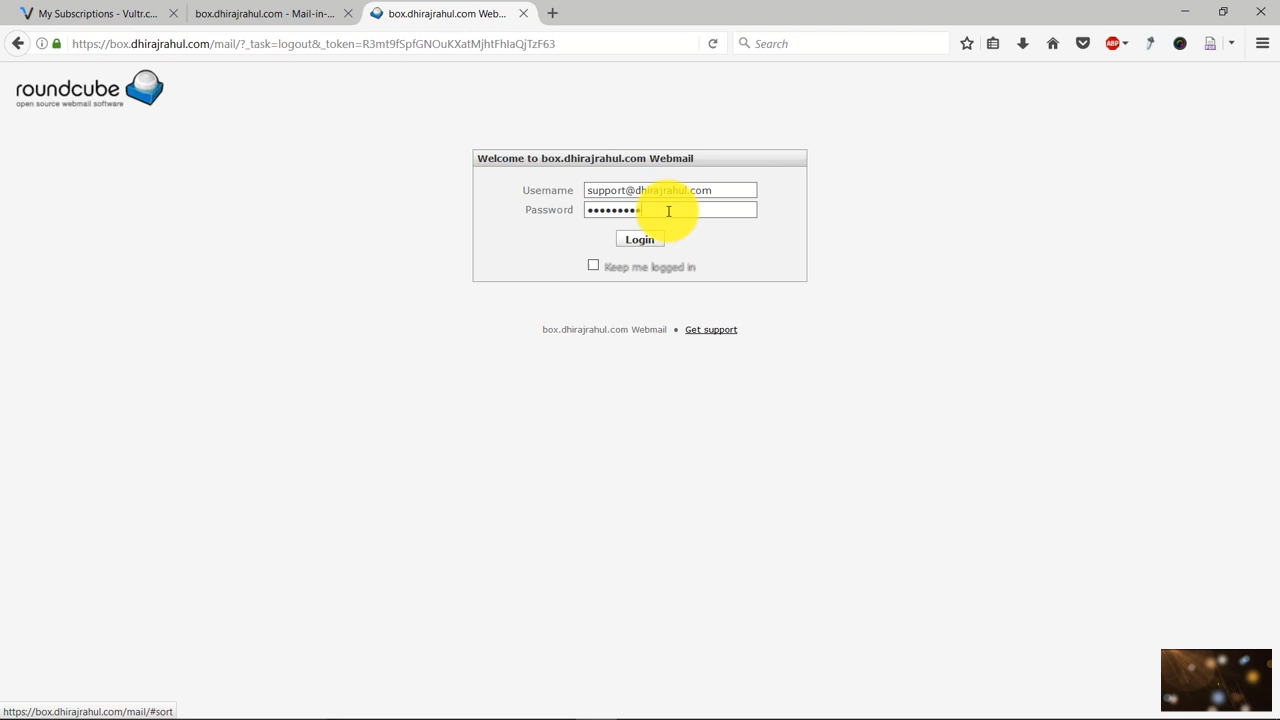 My Subscriptions - Vultr.c...
box.dhirajrahul.com - Mail-in-...
box.dhirajrahul.com Web...
https://box.dhirajrahul.com/mail/?_task=logout&_token=R3mt9fSpfGNOuKXatMjhtFhIaQjTzF63
Search
ABP
roundcube
open source webmail software
Welcome to box.dhirajrahul.com Webmail
Username support@dhirajrahul.com
Password
Login
Keep me logged in
box.dhirajrahul.com Webmail • Get support
https://box.dhirajrahul.com/mail/#sort